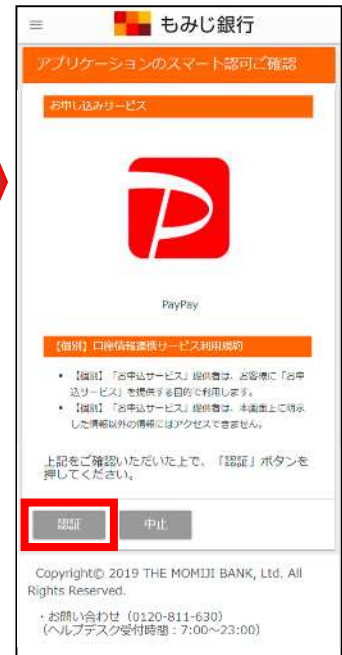 もみじ銀行
アプリケーションのスマート認可ご確認
お申し込みサービス
PayPay
【個別】口座情報連携サービス利用規約
• 【個別】「お申込サービス」提供者は、お客様に「お申
込サービス」を提供する目的で利用します。
• 【個別】「お申込サービス」提供者は、本画面上に明示
した情報以外の情報にはアクセスできません。
上記をご確認いただいた上で、「認証」ボタンを
押してください。
認証 中止
Copyright© 2019 THE MOMIJI BANK, Ltd. All
Rights Reserved.
・お問い合わせ（0120-811-630）
（ヘルプデスク受付時間：7:00～23:00）